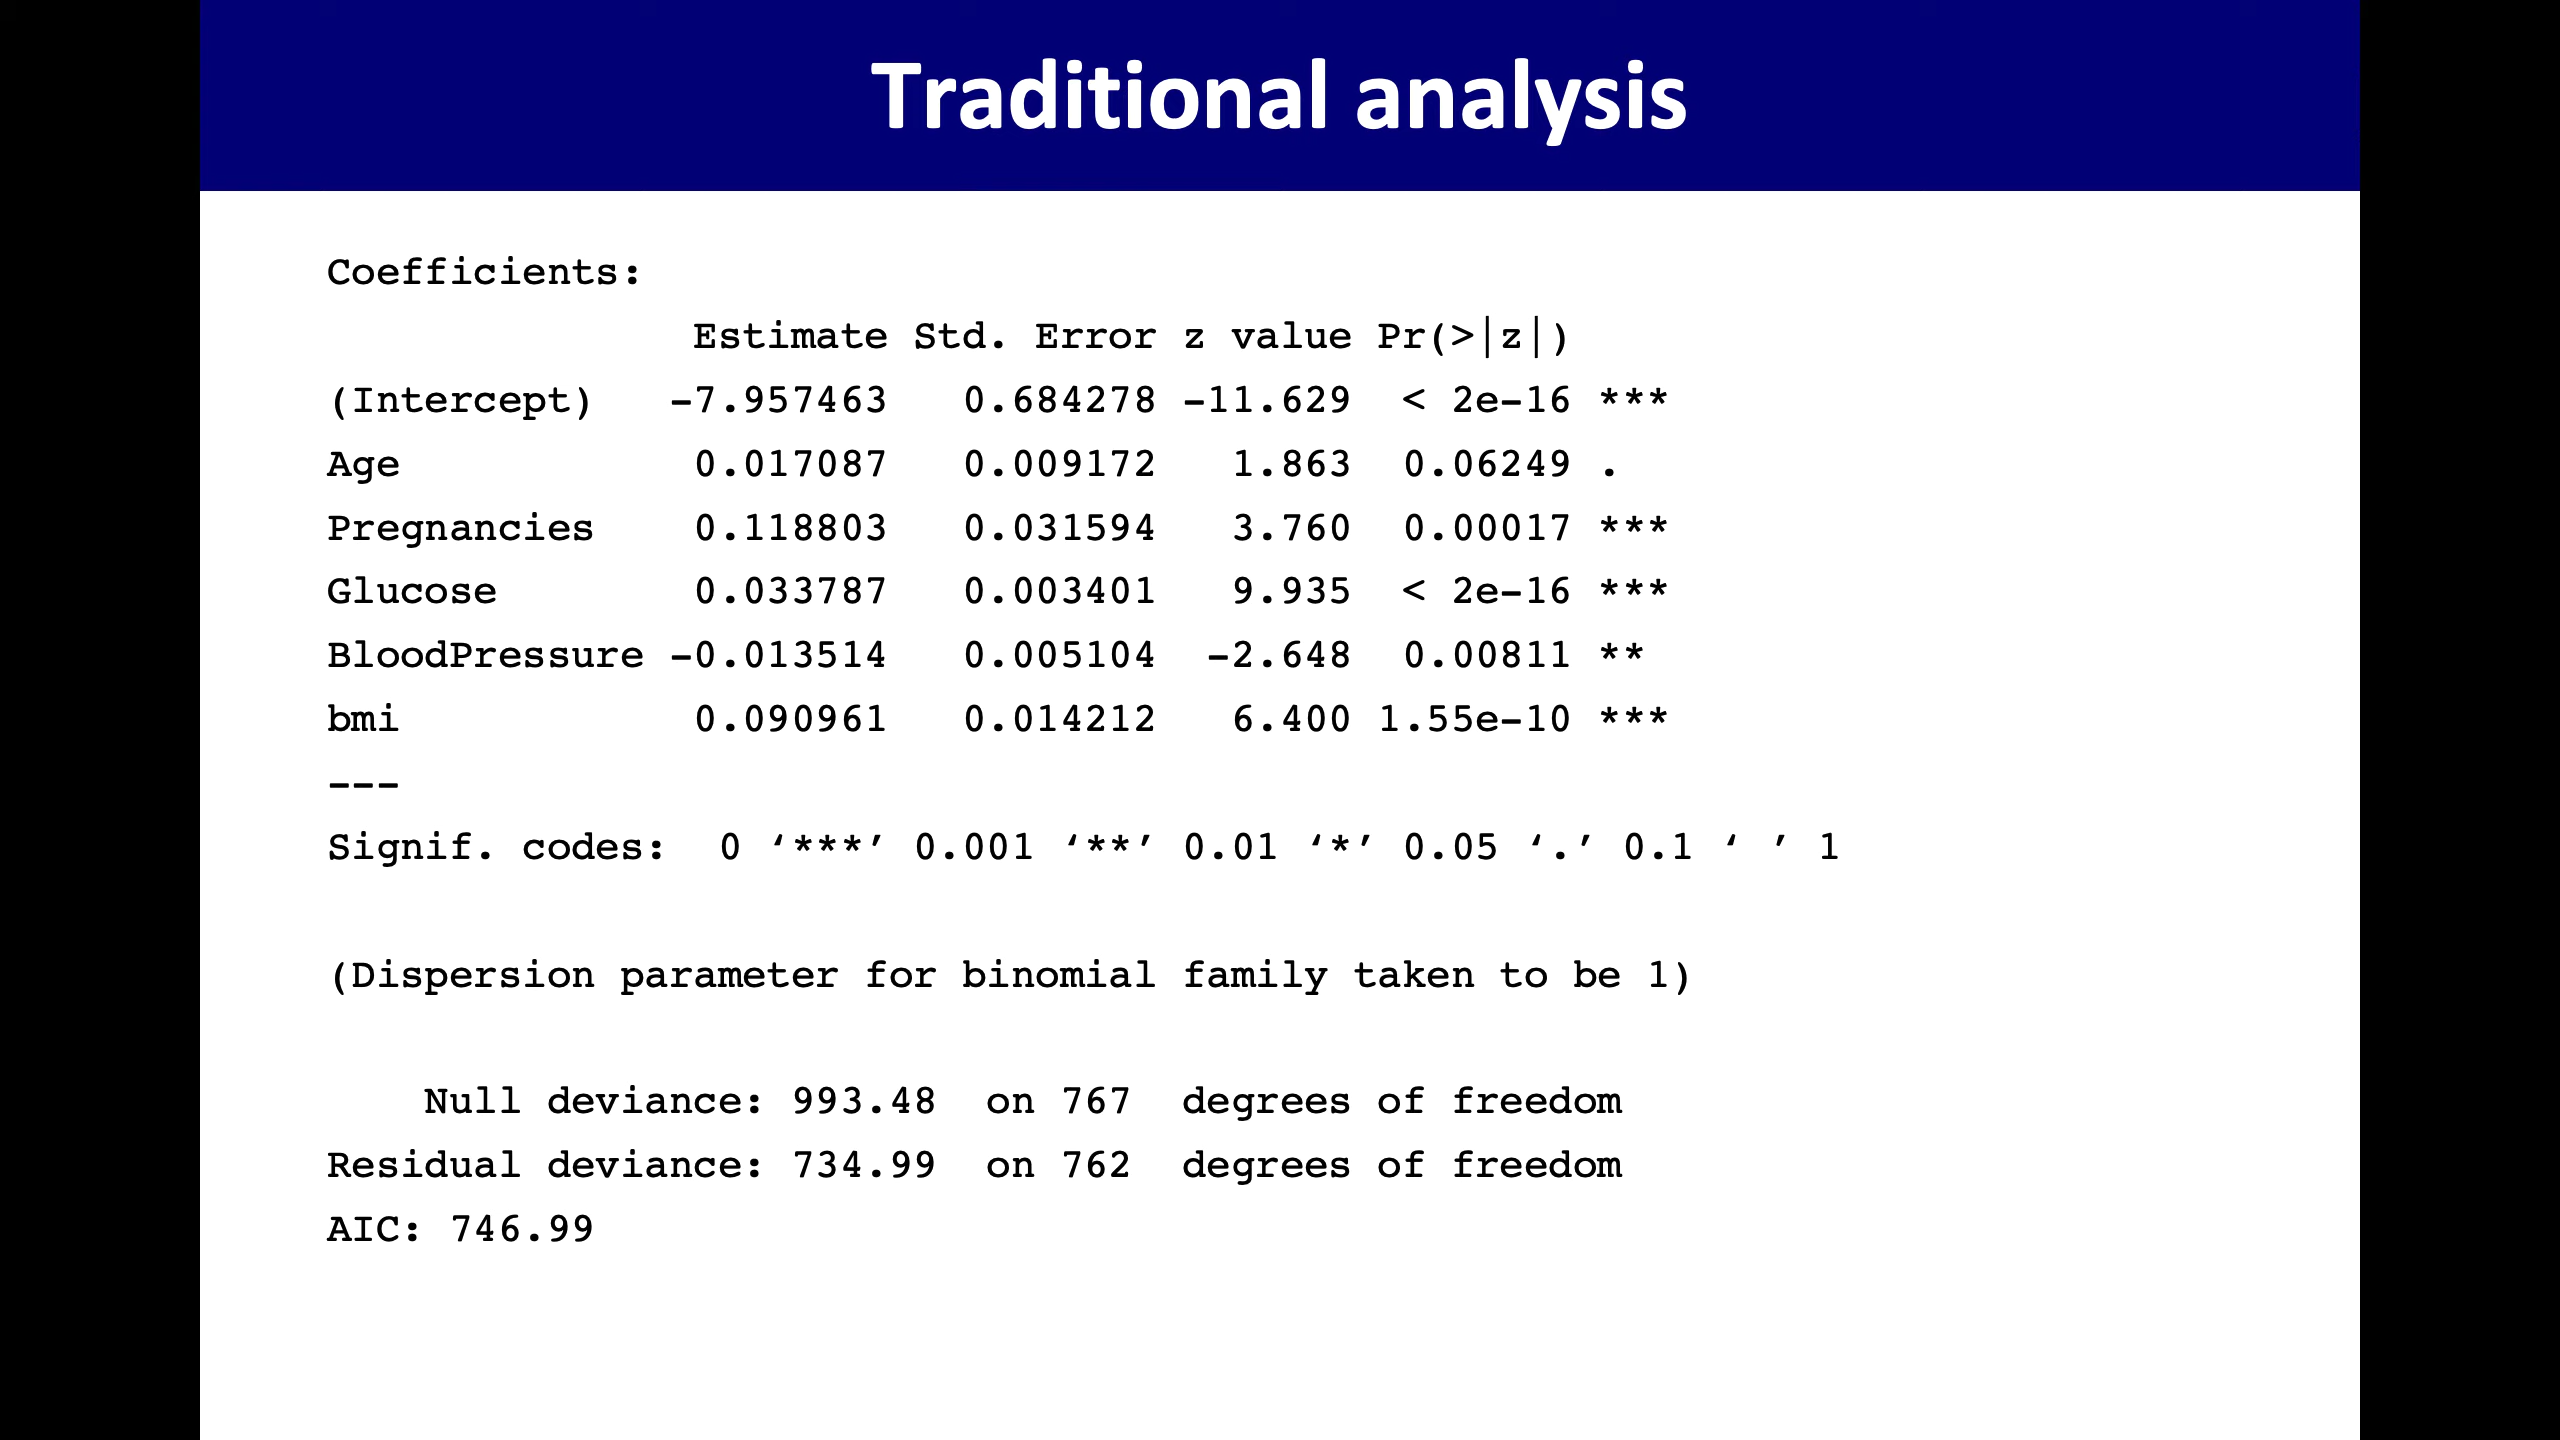 Traditional analysis
Coefficients:
Estimate Std. Error z value Pr(>|z|)
(Intercept) -7.957463 0.684278 -11.629 < 2e-16 ***
Age 0.017087 0.009172 1.863 0.06249 .
Pregnancies 0.118803 0.031594 3.760 0.00017 ***
Glucose 0.033787 0.003401 9.935 < 2e-16 ***
BloodPressure -0.013514 0.005104 -2.648 0.00811 **
bmi 0.090961 0.014212 6.400 1.55e-10 ***
---
Signif. codes: 0 ‘***’ 0.001 ‘**’ 0.01 ‘*’ 0.05 ‘.’ 0.1 ‘ ’ 1
(Dispersion parameter for binomial family taken to be 1)
Null deviance: 993.48 on 767 degrees of freedom
Residual deviance: 734.99 on 762 degrees of freedom
AIC: 746.99